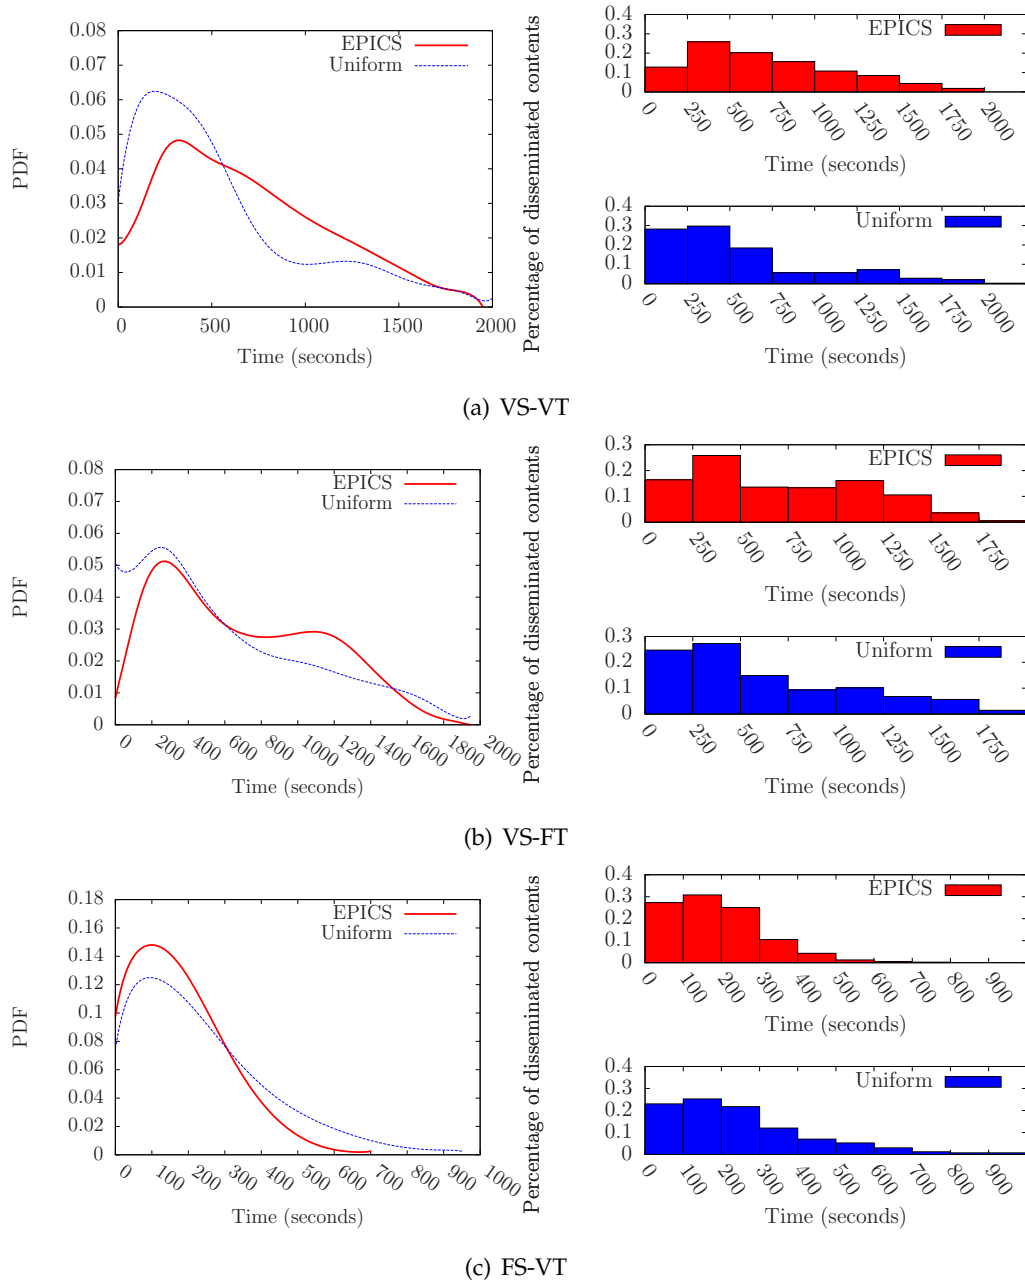 0.08
0.07
0.06
0.05
0.04
0.03
0.02
0.01
0
PDF
EPICS
Uniform
0 500 1000 1500 2000
Time (seconds)
Percentage of disseminated contents
0.4
0.3
0.2
0.1
0
EPICS
0 250 500 750 1000 1250 1500 1750 2000
Time (seconds)
0.4
0.3
0.2
0.1
0
Uniform
0 250 500 750 1000 1250 1500 1750 2000
Time (seconds)
(a) VS-VT
0.08
0.07
0.06
0.05
0.04
0.03
0.02
0.01
0
PDF
EPICS
Uniform
0 200 400 600 800 1000 1200 1400 1600 1800 2000
Time (seconds)
Percentage of disseminated contents
0.3
0.2
0.1
0
EPICS
0 250 500 750 1000 1250 1500 1750
Time (seconds)
0.3
0.2
0.1
0
Uniform
0 250 500 750 1000 1250 1500 1750
Time (seconds)
(b) VS-FT
0.18
0.16
0.14
0.12
0.1
0.08
0.06
0.04
0.02
0
PDF
EPICS
Uniform
0 100 200 300 400 500 600 700 800 900 1000
Time (seconds)
Percentage of disseminated contents
0.4
0.3
0.2
0.1
0
EPICS
0 100 200 300 400 500 600 700 800 900
Time (seconds)
0.4
0.3
0.2
0.1
0
Uniform
0 100 200 300 400 500 600 700 800 900
Time (seconds)
(c) FS-VT